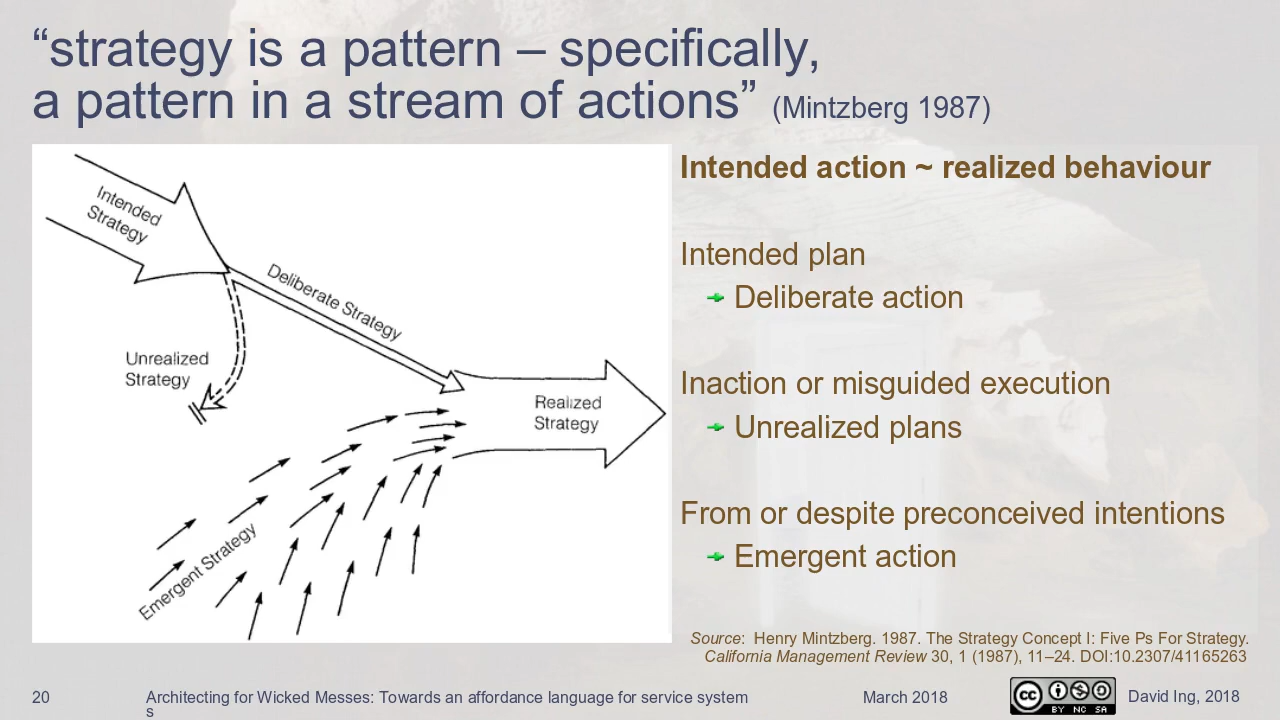 “strategy is a pattern – specifically,
a pattern in a stream of actions” (Mintzberg 1987)
Intended
Strategy
Deliberate Strategy
Unrealized
Strategy
Realized
Strategy
Emergent Strategy
Intended action ~ realized behaviour
Intended plan
Deliberate action
Inaction or misguided execution
Unrealized plans
From or despite preconceived intentions
Emergent action
Source: Henry Mintzberg. 1987. The Strategy Concept I: Five Ps For Strategy.
California Management Review 30, 1 (1987), 11–24. DOI:10.2307/41165263
20
Architecting for Wicked Messes: Towards an affordance language for service system
s
March 2018
cc
BY NC SA
David Ing, 2018